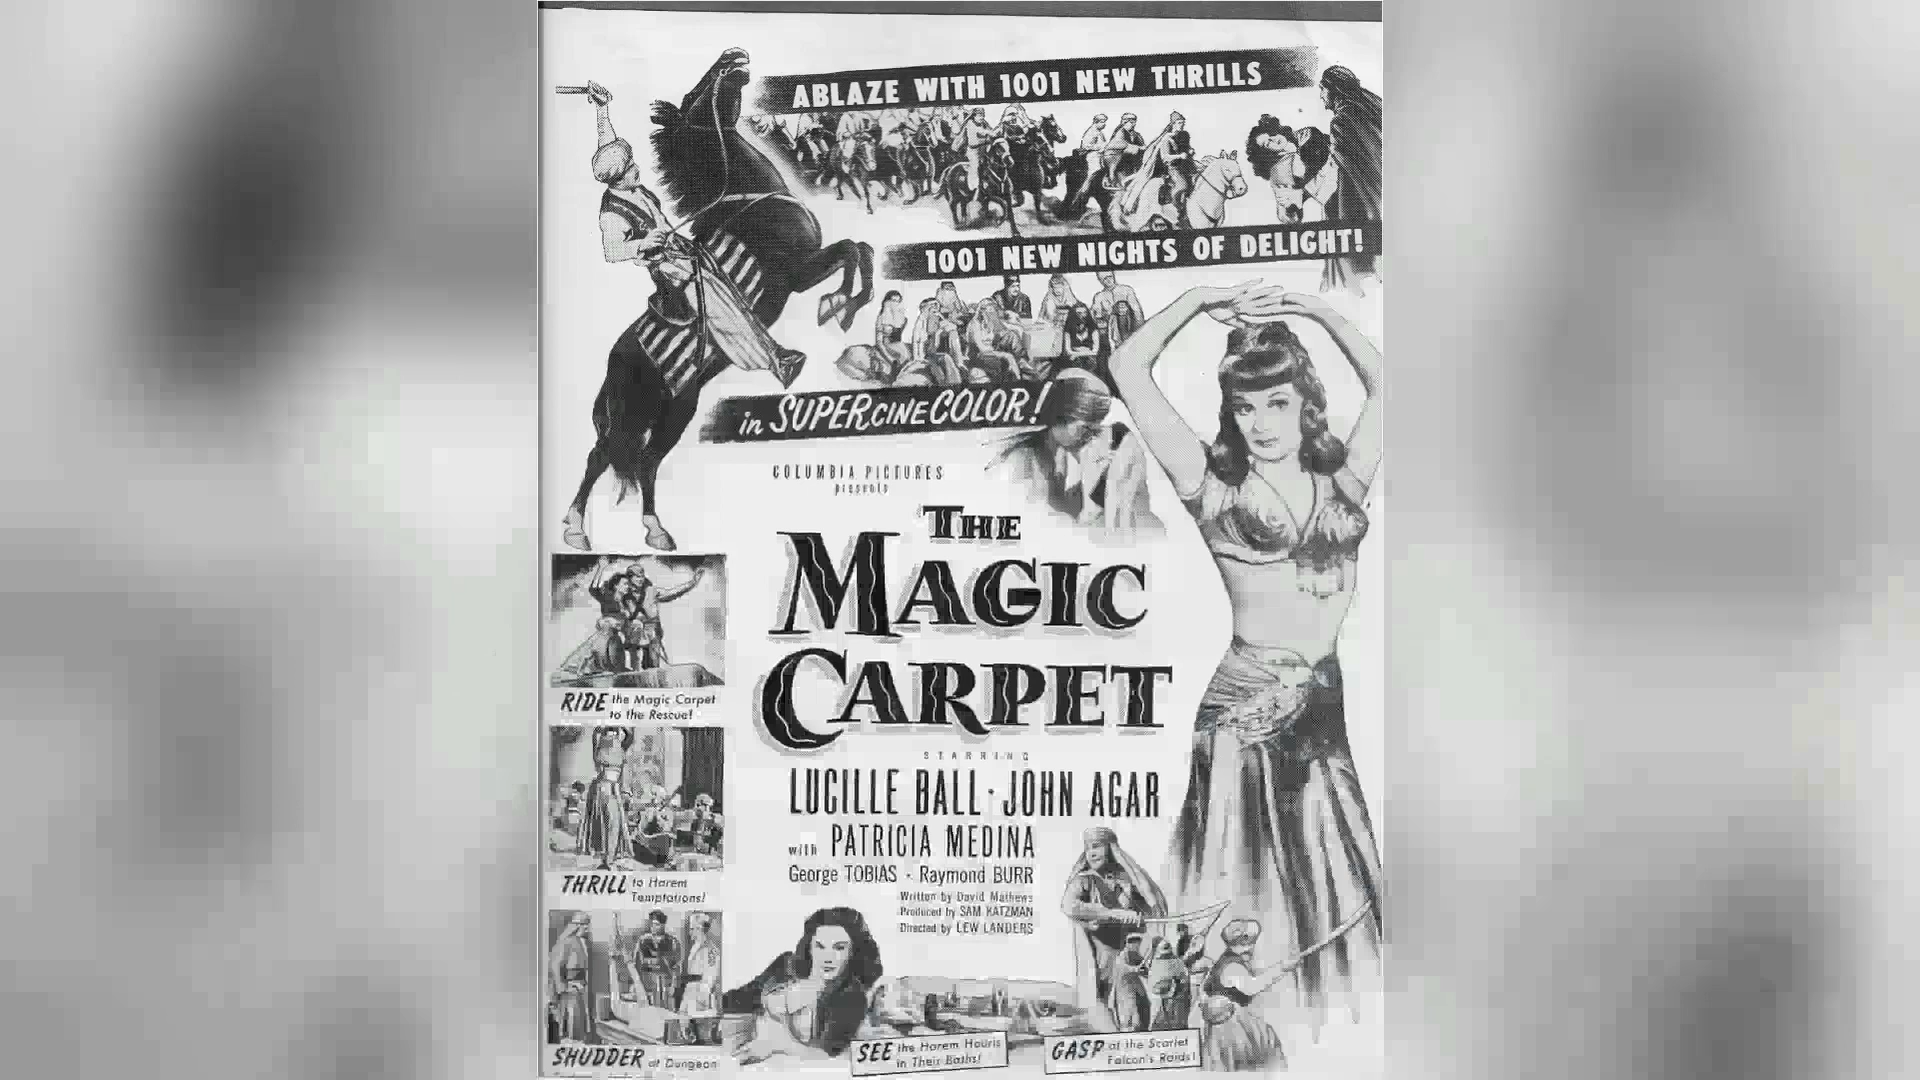 ABLAZE WITH 1001 NEW THRILLS
1001 NEW NIGHTS OF DELIGHT!
in SUPERCINECOLOR!
COLUMBIA PICTURES
presents
THE
MAGIC
CARPET
STARRING
LUCILLE BALL · JOHN AGAR
with PATRICIA MEDINA
George TOBIAS · Raymond BURR
Written by David Mathews
Produced by SAM KATZMAN
Directed by LEW LANDERS
RIDE the Magic Carpet
to the Rescue!
THRILL to Harem
Temptations!
SHUDDER at Dungeon
SEE the Harem Houris
in Their Baths!
GASP at the Scarlet
Falcon's Raids!